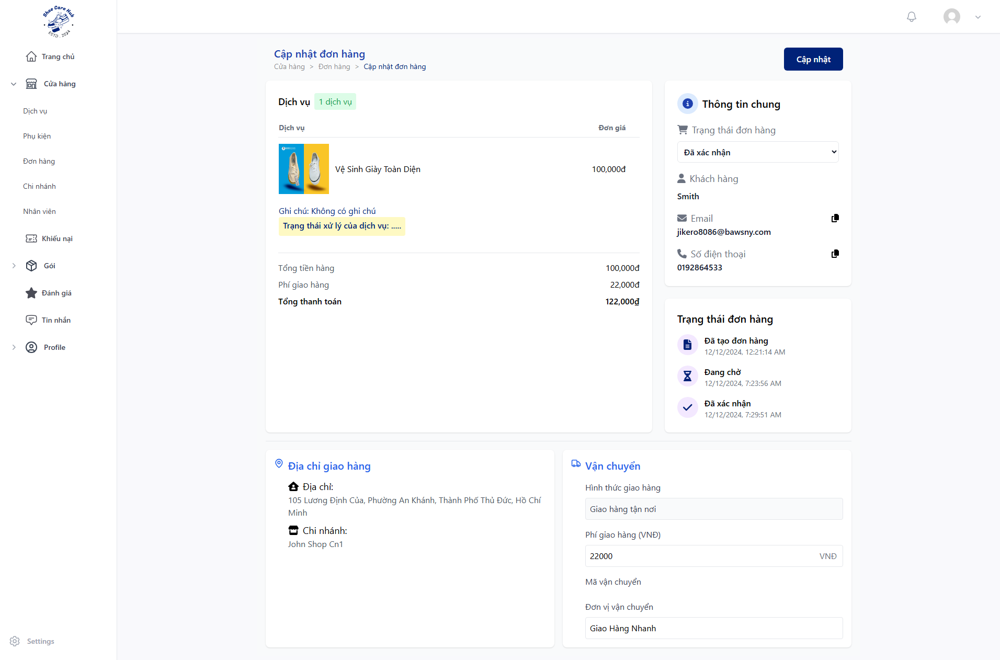 Shoe Care Hub
ESTD . 2024
Trang chủ
Cửa hàng
Dịch vụ
Phụ kiện
Đơn hàng
Chi nhánh
Nhân viên
Khiếu nại
Gói
Đánh giá
Tin nhắn
Profile
Settings
Cập nhật đơn hàng
Cửa hàng > Đơn hàng > Cập nhật đơn hàng
Cập nhật
Dịch vụ 1 dịch vụ
Dịch vụ Đơn giá
Vệ Sinh Giày Toàn Diện 100,000đ
Ghi chú: Không có ghi chú
Trạng thái xử lý của dịch vụ: .....
Tổng tiền hàng 100,000đ
Phí giao hàng 22,000đ
Tổng thanh toán 122,000₫
Thông tin chung
Trạng thái đơn hàng
Đã xác nhận
Khách hàng
Smith
Email
jikero8086@bawsny.com
Số điện thoại
0192864533
Trạng thái đơn hàng
Đã tạo đơn hàng
12/12/2024, 12:21:14 AM
Đang chờ
12/12/2024, 7:23:56 AM
Đã xác nhận
12/12/2024, 7:29:51 AM
Địa chỉ giao hàng
Địa chỉ:
105 Lương Định Của, Phường An Khánh, Thành Phố Thủ Đức, Hồ Chí
Minh
Chi nhánh:
John Shop Cn1
Vận chuyển
Hình thức giao hàng
Giao hàng tận nơi
Phí giao hàng (VNĐ)
22000 VNĐ
Mã vận chuyển
Đơn vị vận chuyển
Giao Hàng Nhanh